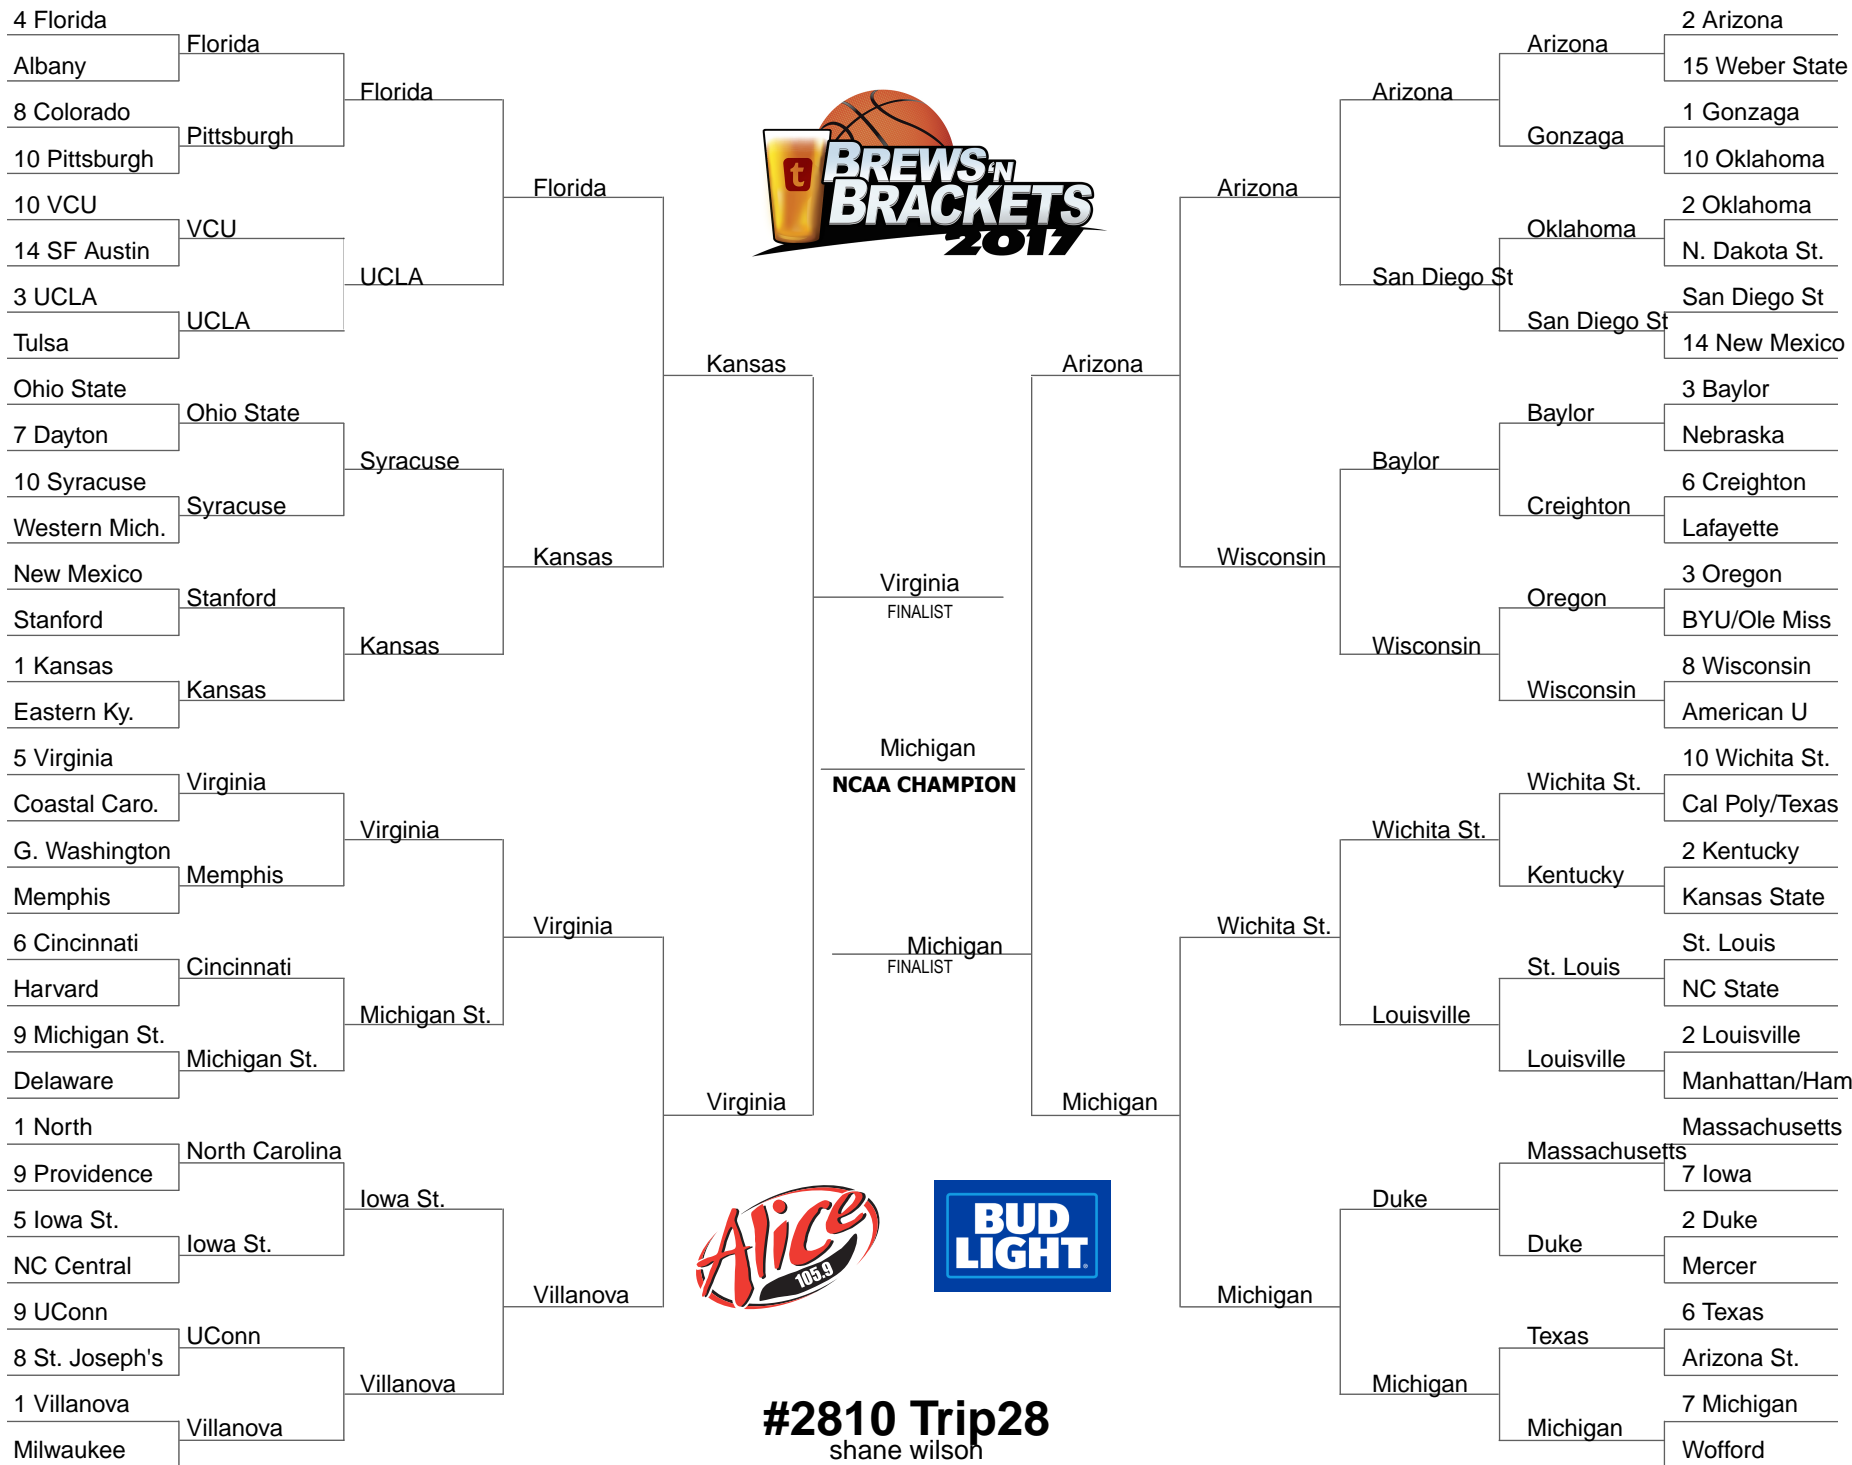 4 Florida
Albany
8 Colorado
10 Pittsburgh
10 VCU
14 SF Austin
3 UCLA
Tulsa
Ohio State
7 Dayton
10 Syracuse
Western Mich.
New Mexico
Stanford
1 Kansas
Eastern Ky.
5 Virginia
Coastal Caro.
G. Washington
Memphis
6 Cincinnati
Harvard
9 Michigan St.
Delaware
1 North
9 Providence
5 Iowa St.
NC Central
9 UConn
8 St. Joseph's
1 Villanova
Milwaukee
Florida
Pittsburgh
VCU
UCLA
Ohio State
Syracuse
Stanford
Kansas
Virginia
Memphis
Cincinnati
Michigan St.
North Carolina
Iowa St.
UConn
Villanova
Florida
UCLA
Syracuse
Kansas
Virginia
Michigan St.
Iowa St.
Villanova
Florida
Kansas
Virginia
Villanova
Kansas
Virginia
t
BREWS 'N
BRACKETS
2017
Virginia
FINALIST
Michigan
NCAA CHAMPION
Michigan
FINALIST
Alice
105.9
BUD
LIGHT
#2810 Trip28
shane wilson
Arizona
Michigan
Arizona
Wisconsin
Wichita St.
Michigan
Arizona
San Diego St
Baylor
Wisconsin
Wichita St.
Louisville
Duke
Michigan
Arizona
Gonzaga
Oklahoma
San Diego St
Baylor
Creighton
Oregon
Wisconsin
Wichita St.
Kentucky
St. Louis
Louisville
Massachusetts
Duke
Texas
Michigan
2 Arizona
15 Weber State
1 Gonzaga
10 Oklahoma
2 Oklahoma
N. Dakota St.
San Diego St
14 New Mexico
3 Baylor
Nebraska
6 Creighton
Lafayette
3 Oregon
BYU/Ole Miss
8 Wisconsin
American U
10 Wichita St.
Cal Poly/Texas
2 Kentucky
Kansas State
St. Louis
NC State
2 Louisville
Manhattan/Ham
Massachusetts
7 Iowa
2 Duke
Mercer
6 Texas
Arizona St.
7 Michigan
Wofford